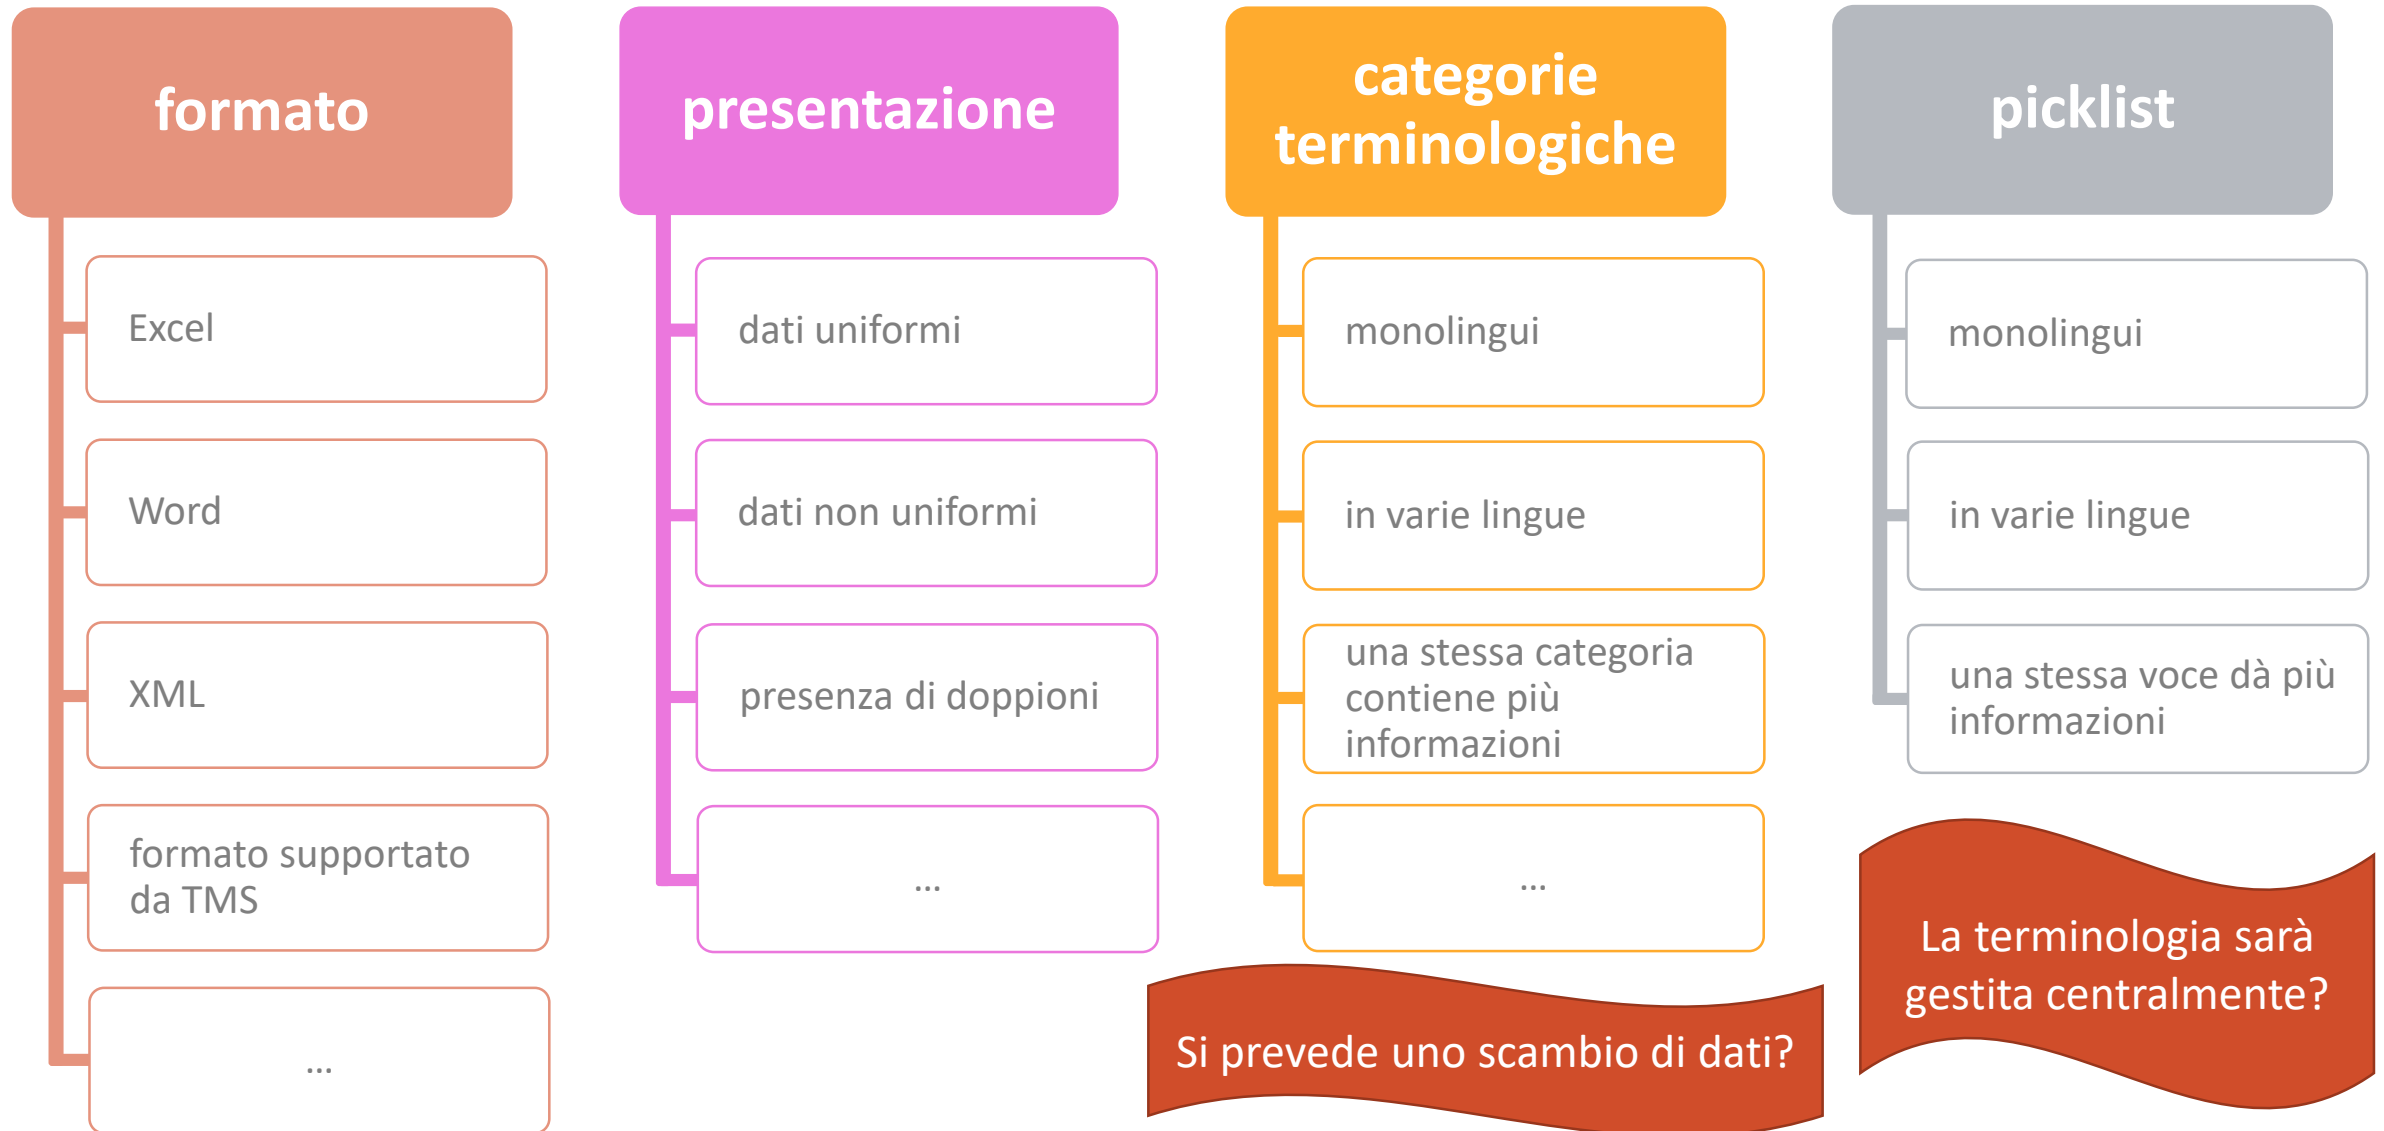 formato
Excel
Word
XML
formato supportato
da TMS
...
presentazione
dati uniformi
dati non uniformi
presenza di doppioni
...
categorie
terminologiche
monolingui
in varie lingue
una stessa categoria
contiene più
informazioni
...
picklist
monolingui
in varie lingue
una stessa voce dà più
informazioni
Si prevede uno scambio di dati?
La terminologia sarà
gestita centralmente?